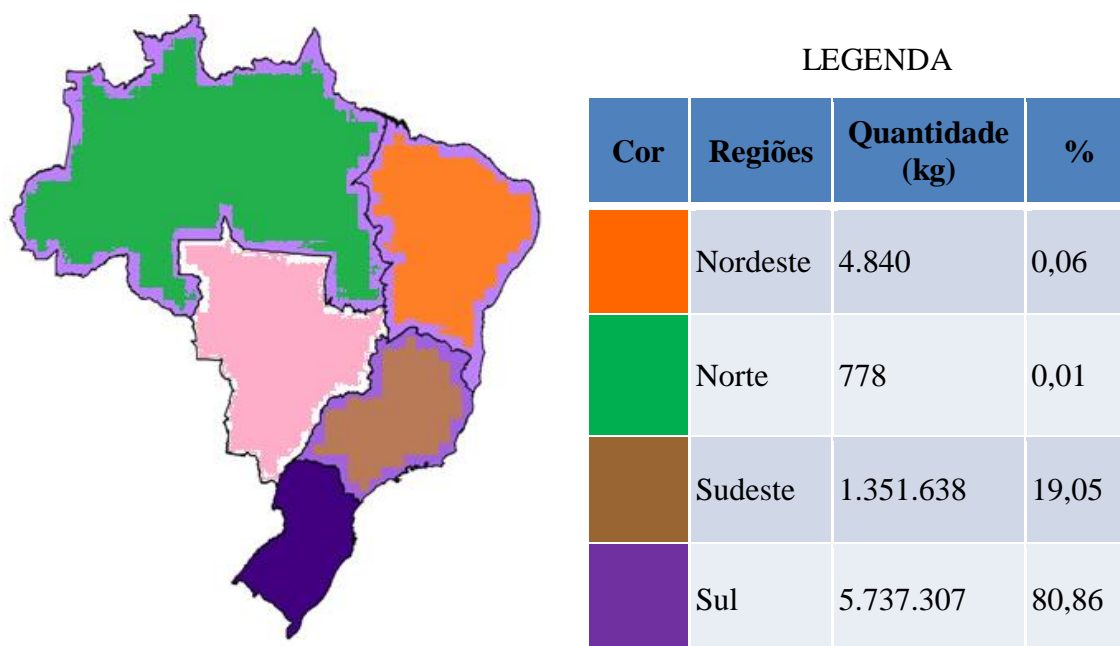 LEGENDA
Cor Regiões Quantidade (kg) %
Nordeste 4.840 0,06
Norte 778 0,01
Sudeste 1.351.638 19,05
Sul 5.737.307 80,86